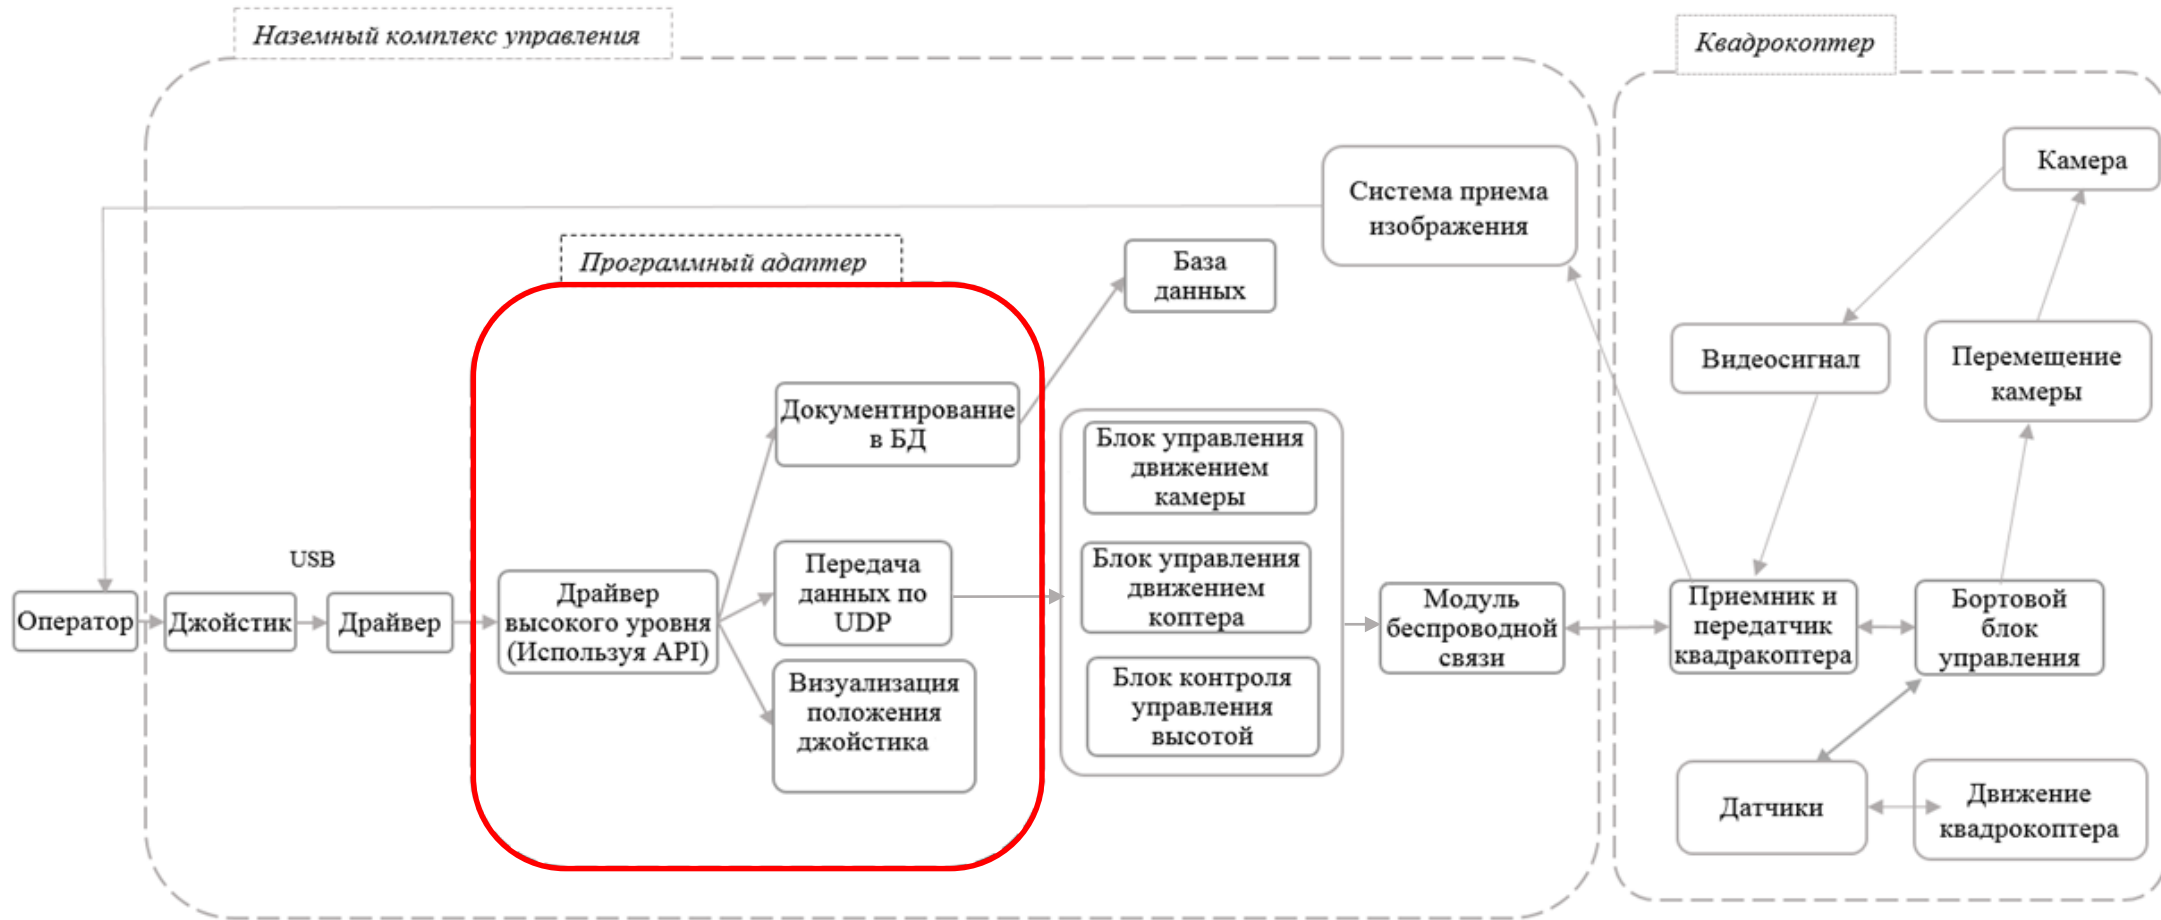 Наземный комплекс управления
Квадрокоптер
Камера
Система приема
изображения
База
данных
Программный адаптер
Видеосигнал
Перемещение
камеры
Документирование
в БД
Блок управления
движением
камеры
USB
Оператор
Джойстик
Драйвер
Драйвер
высокого уровня
(Используя API)
Передача
данных по
UDP
Блок управления
движением
коптера
Модуль
беспроводной
связи
Приемник и
передатчик
квадракоптера
Бортовой
блок
управления
Визуализация
положения
джойстика
Блок контроля
управления
высотой
Датчики
Движение
квадрокоптера